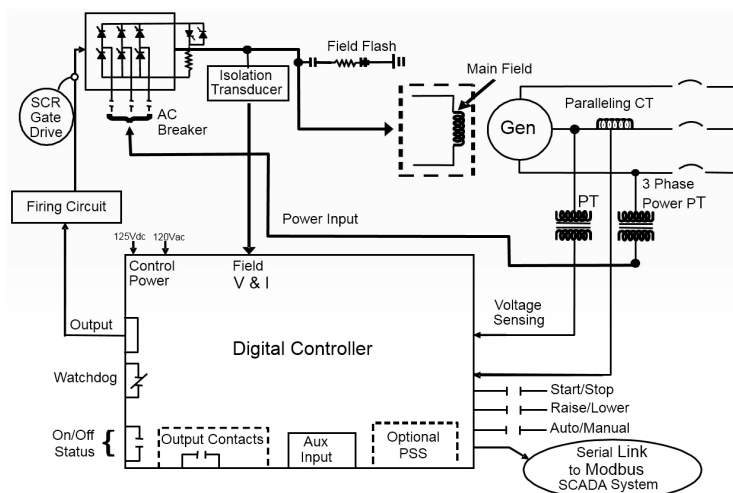 Field Flash
Main Field
Isolation
Transducer
SCR
Gate
Drive
AC
Breaker
Gen
Paralleling CT
Firing Circuit
Power Input
PT
3 Phase
Power PT
125Vdc
120Vac
Control
Power
Field
V & I
Output
Voltage
Sensing
Digital Controller
Watchdog
Start/Stop
Raise/Lower
Auto/Manual
On/Off
Status
Output Contacts
Aux
Input
Optional
PSS
Serial Link
to Modbus
SCADA System